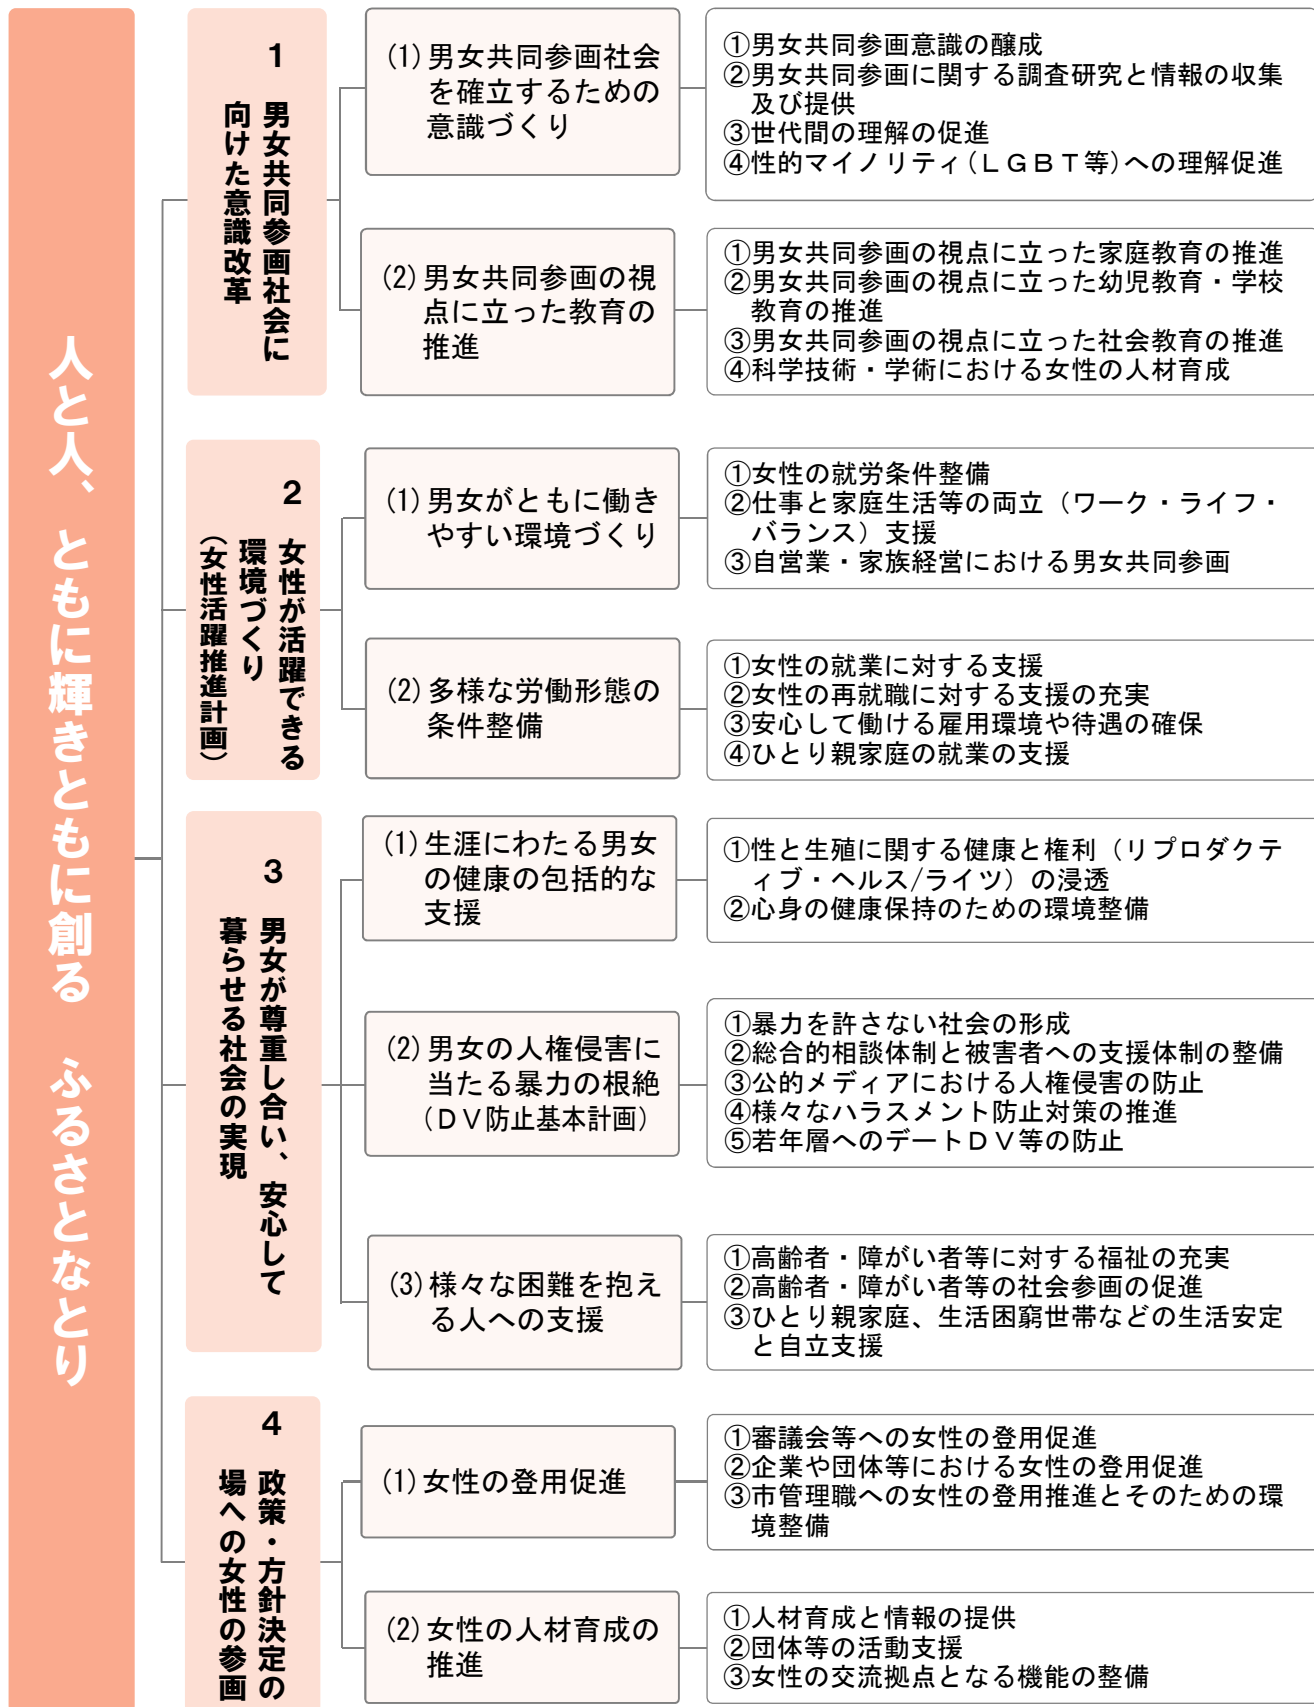 人と人、ともに輝きともに創る　ふるさとなとり
1
男女共同参画社会に
向けた意識改革
(1)男女共同参画社会
を確立するための
意識づくり
①男女共同参画意識の醸成
②男女共同参画に関する調査研究と情報の収集
及び提供
③世代間の理解の促進
④性的マイノリティ(ＬＧＢＴ等)への理解促進
(2)男女共同参画の視
点に立った教育の
推進
①男女共同参画の視点に立った家庭教育の推進
②男女共同参画の視点に立った幼児教育・学校
教育の推進
③男女共同参画の視点に立った社会教育の推進
④科学技術・学術における女性の人材育成
2
女性が活躍できる
環境づくり
(女性活躍推進計画)
(1)男女がともに働き
やすい環境づくり
①女性の就労条件整備
②仕事と家庭生活等の両立（ワーク・ライフ・
バランス）支援
③自営業・家族経営における男女共同参画
(2)多様な労働形態の
条件整備
①女性の就業に対する支援
②女性の再就職に対する支援の充実
③安心して働ける雇用環境や待遇の確保
④ひとり親家庭の就業の支援
3
男女が尊重し合い、安心して
暮らせる社会の実現
(1)生涯にわたる男女
の健康の包括的な
支援
①性と生殖に関する健康と権利（リプロダクテ
ィブ・ヘルス/ライツ）の浸透
②心身の健康保持のための環境整備
(2)男女の人権侵害に
当たる暴力の根絶
(ＤＶ防止基本計画)
①暴力を許さない社会の形成
②総合的相談体制と被害者への支援体制の整備
③公的メディアにおける人権侵害の防止
④様々なハラスメント防止対策の推進
⑤若年層へのデートＤＶ等の防止
(3)様々な困難を抱え
る人への支援
①高齢者・障がい者等に対する福祉の充実
②高齢者・障がい者等の社会参画の促進
③ひとり親家庭、生活困窮世帯などの生活安定
と自立支援
4
政策・方針決定の
場への女性の参画
(1)女性の登用促進
①審議会等への女性の登用促進
②企業や団体等における女性の登用促進
③市管理職への女性の登用推進とそのための環
境整備
(2)女性の人材育成の
推進
①人材育成と情報の提供
②団体等の活動支援
③女性の交流拠点となる機能の整備